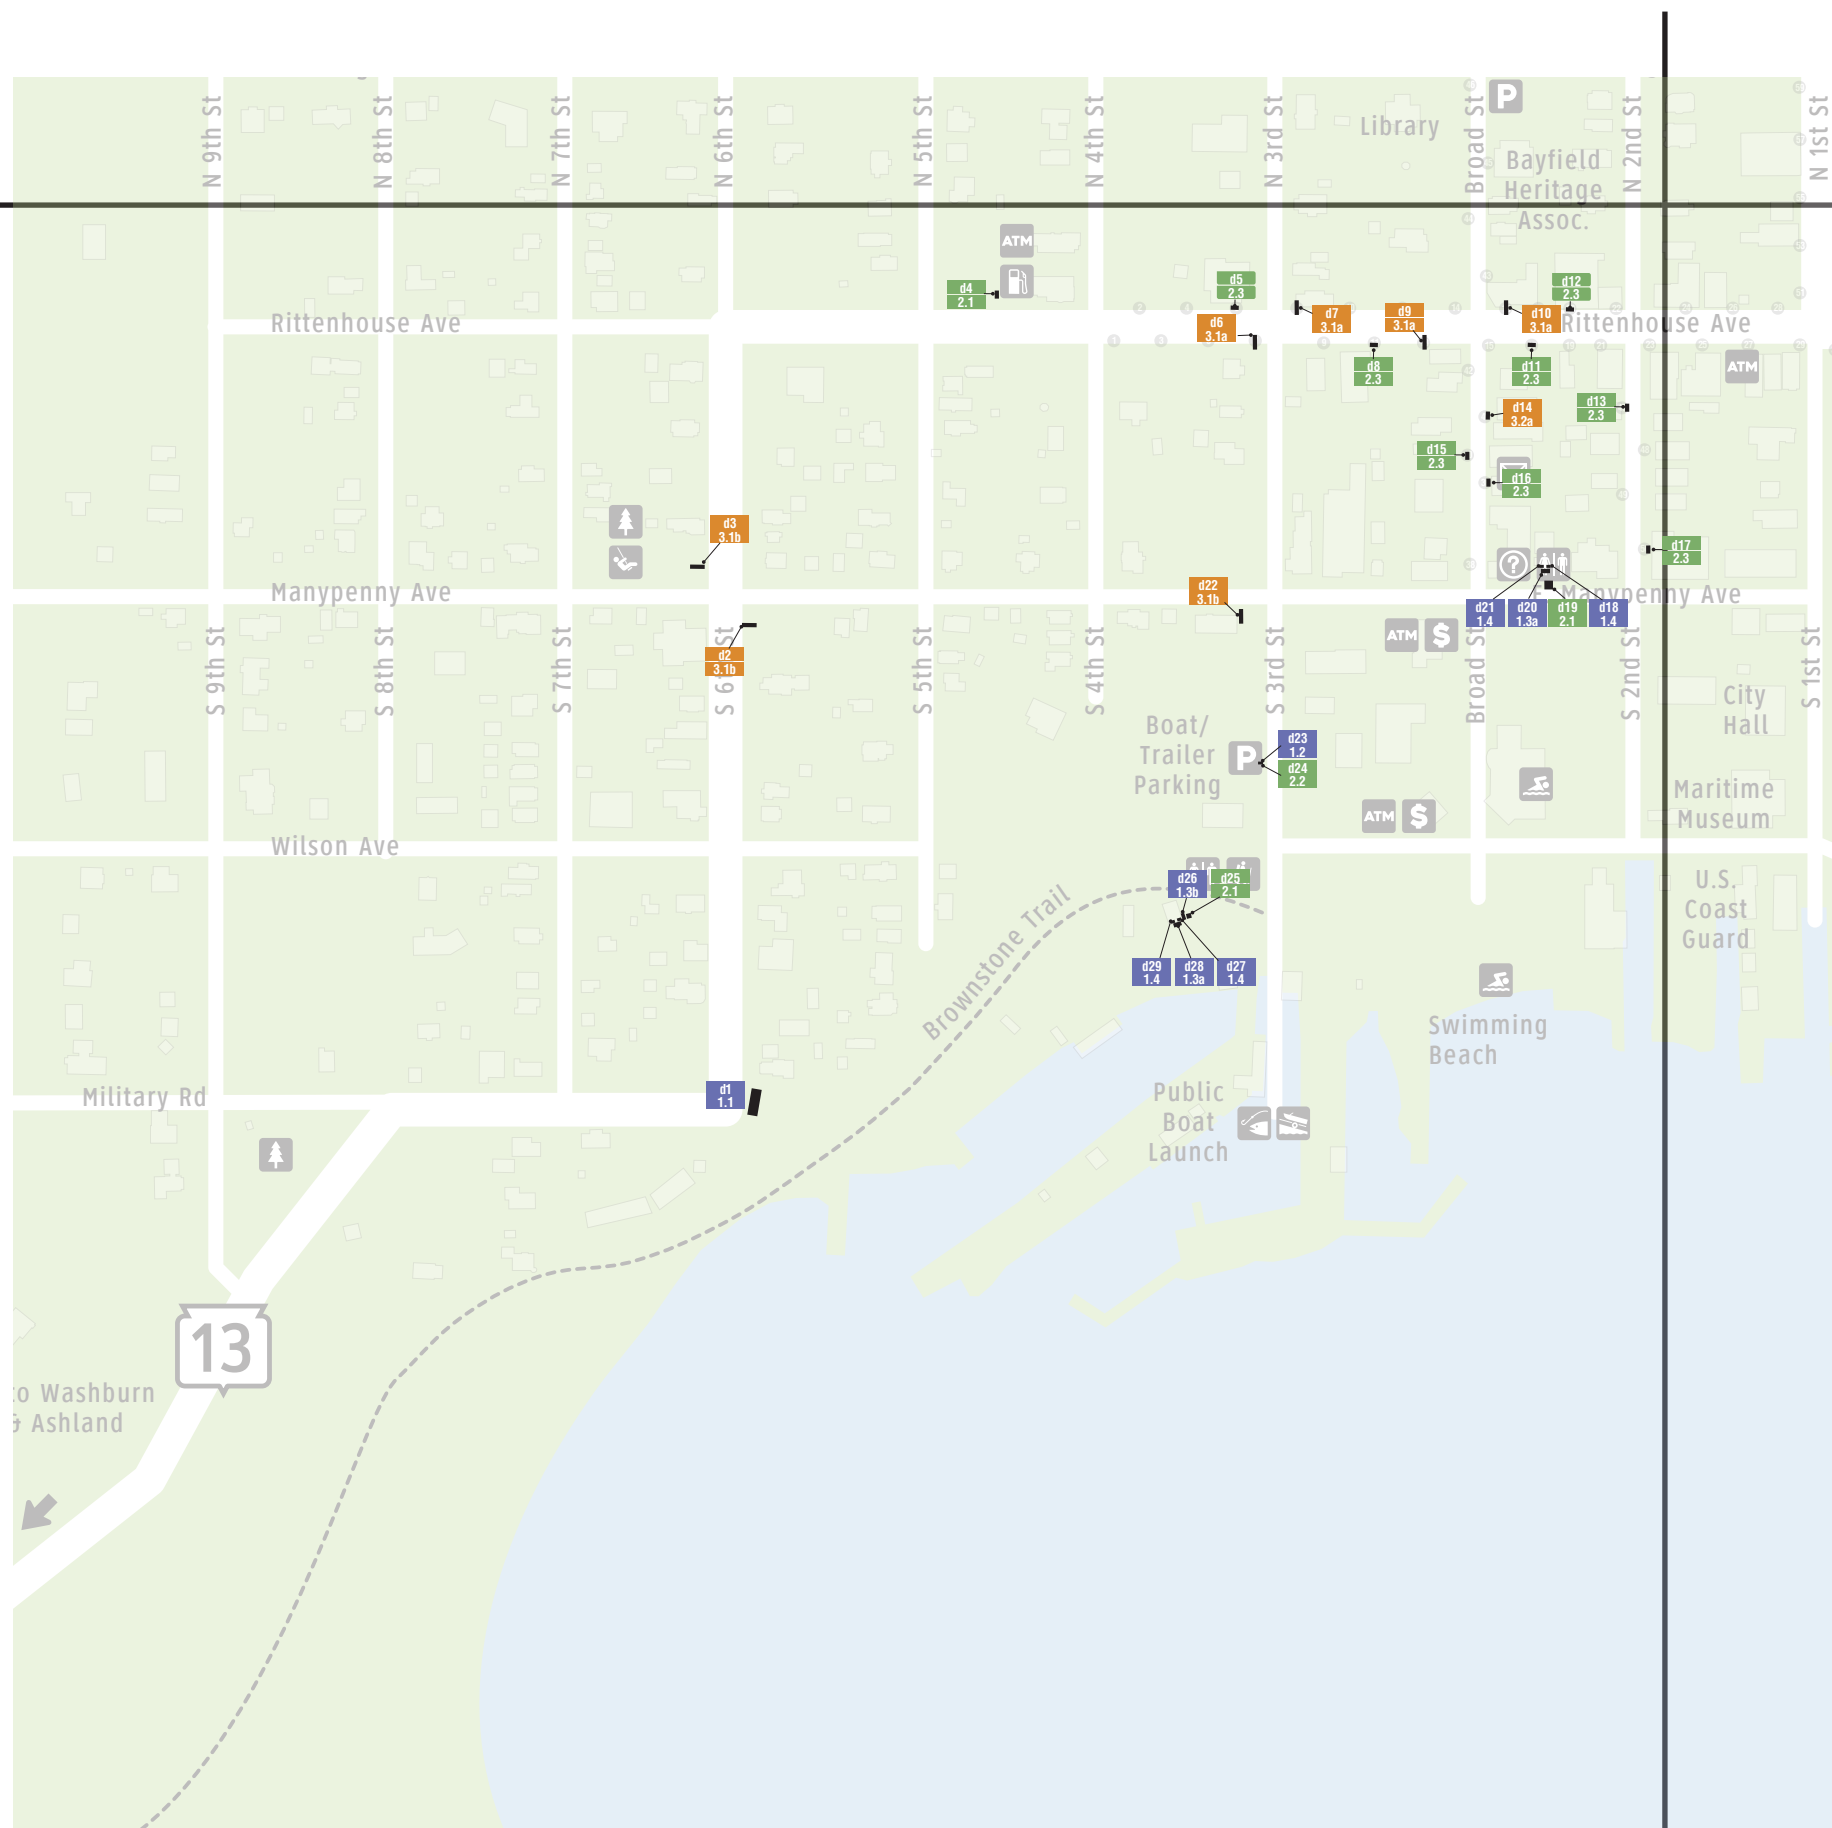 N 9th St
N 8th St
N 7th St
N 6th St
N 5th St
N 4th St
N 3rd St
Broad St
N 2nd St
N 1st St
P
Library
Bayfield
Heritage
Assoc.
ATM
d4
2.1
d5
2.3
d6
3.1a
d7
3.1a
d9
3.1a
d10
3.1a
d12
2.3
Rittenhouse Ave
Rittenhouse Ave
d8
2.3
d11
2.3
ATM
d14
3.2a
d13
2.3
d15
2.3
d16
2.3
d3
3.1b
d17
2.3
?
Manypenny Ave
d22
3.1b
E Manypenny Ave
d21
1.4
d20
1.3a
d19
2.1
d18
1.4
ATM
$
d2
3.1b
S 9th St
S 8th St
S 7th St
S 6th St
S 5th St
S 4th St
S 3rd St
Broad St
S 2nd St
S 1st St
City
Hall
Boat/
Trailer
Parking
P
d23
1.2
d24
2.2
Maritime
Museum
ATM
$
Wilson Ave
d26
1.3b
d25
2.1
U.S.
Coast
Guard
Brownstone Trail
d29
1.4
d28
1.3a
d27
1.4
Swimming
Beach
Military Rd
d1
1.1
Public
Boat
Launch
13
to Washburn
& Ashland